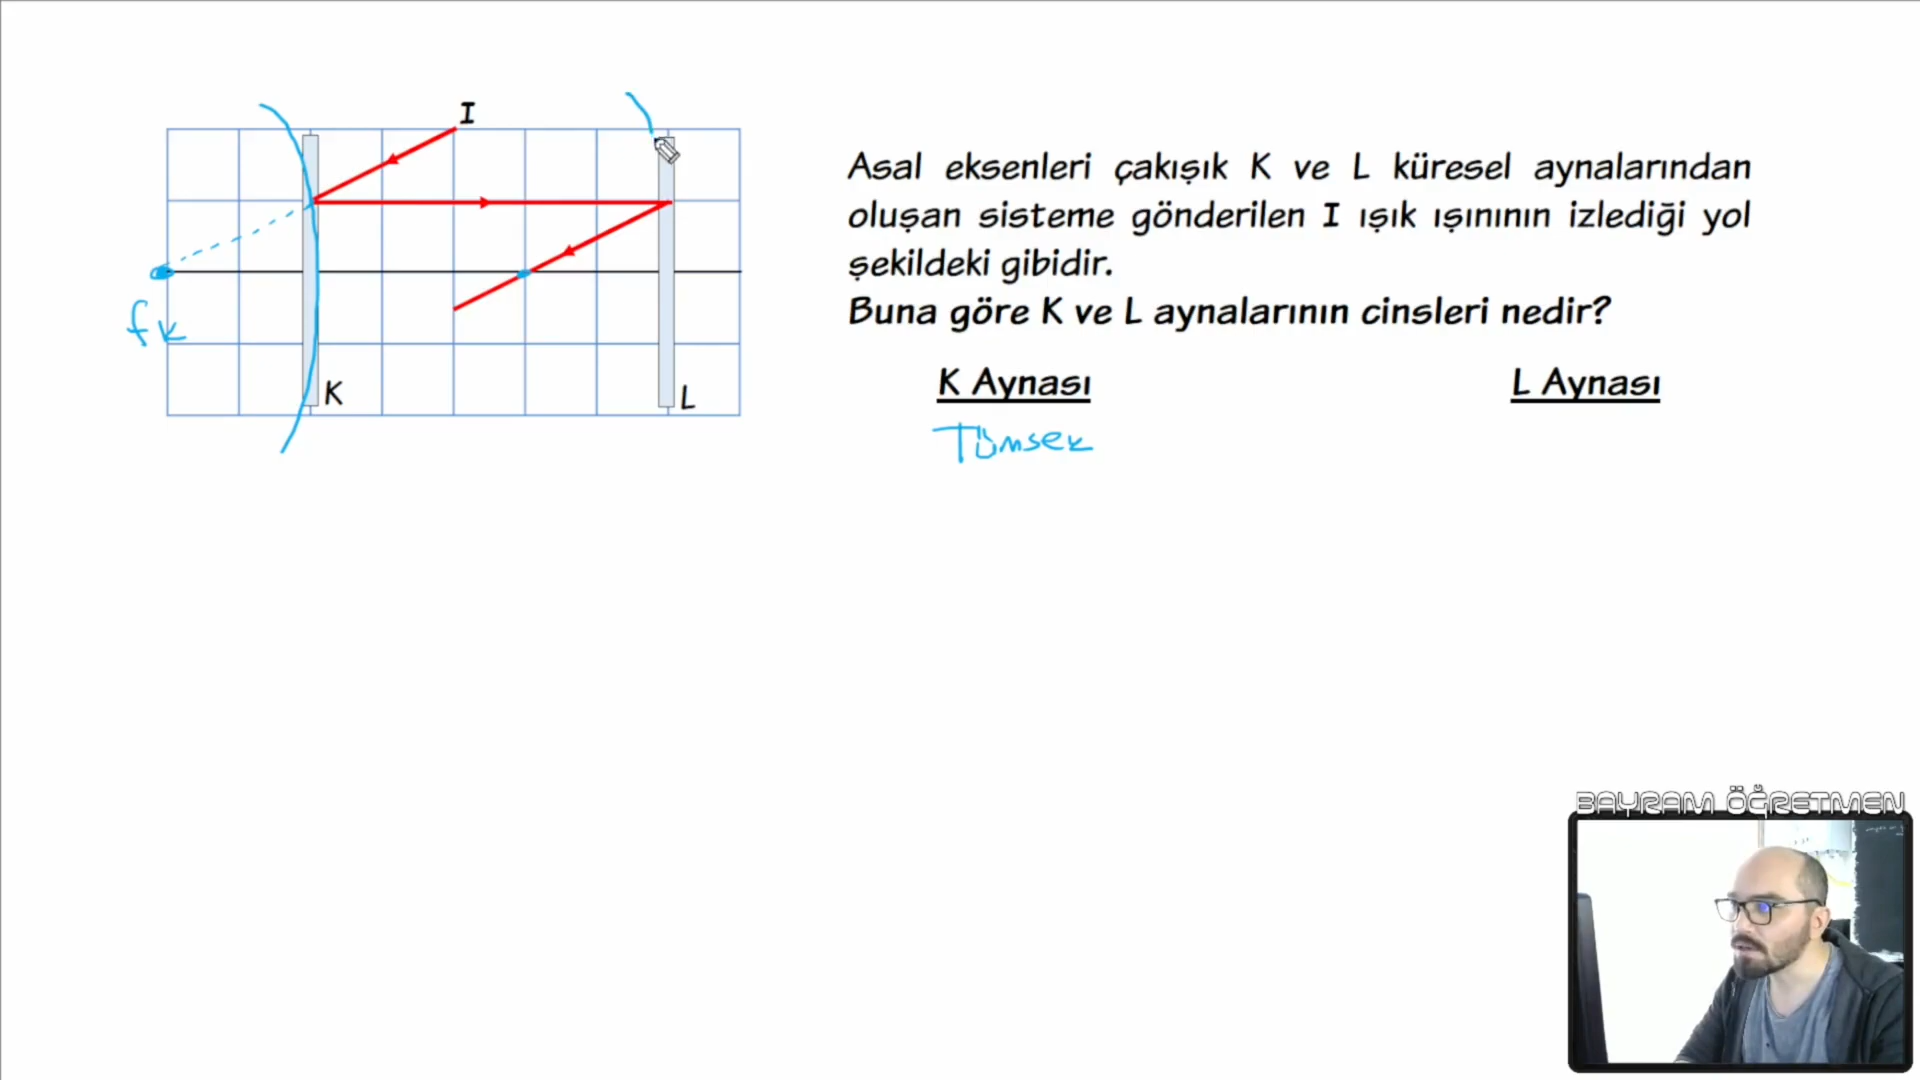 I
Asal eksenleri çakışık K ve L küresel aynalarından
oluşan sisteme gönderilen I ışık ışınının izlediği yol
şekildeki gibidir.
Buna göre K ve L aynalarının cinsleri nedir?
fK
K
L
K Aynası
L Aynası
Tümsek
BAYRAM ÖĞRETMEN